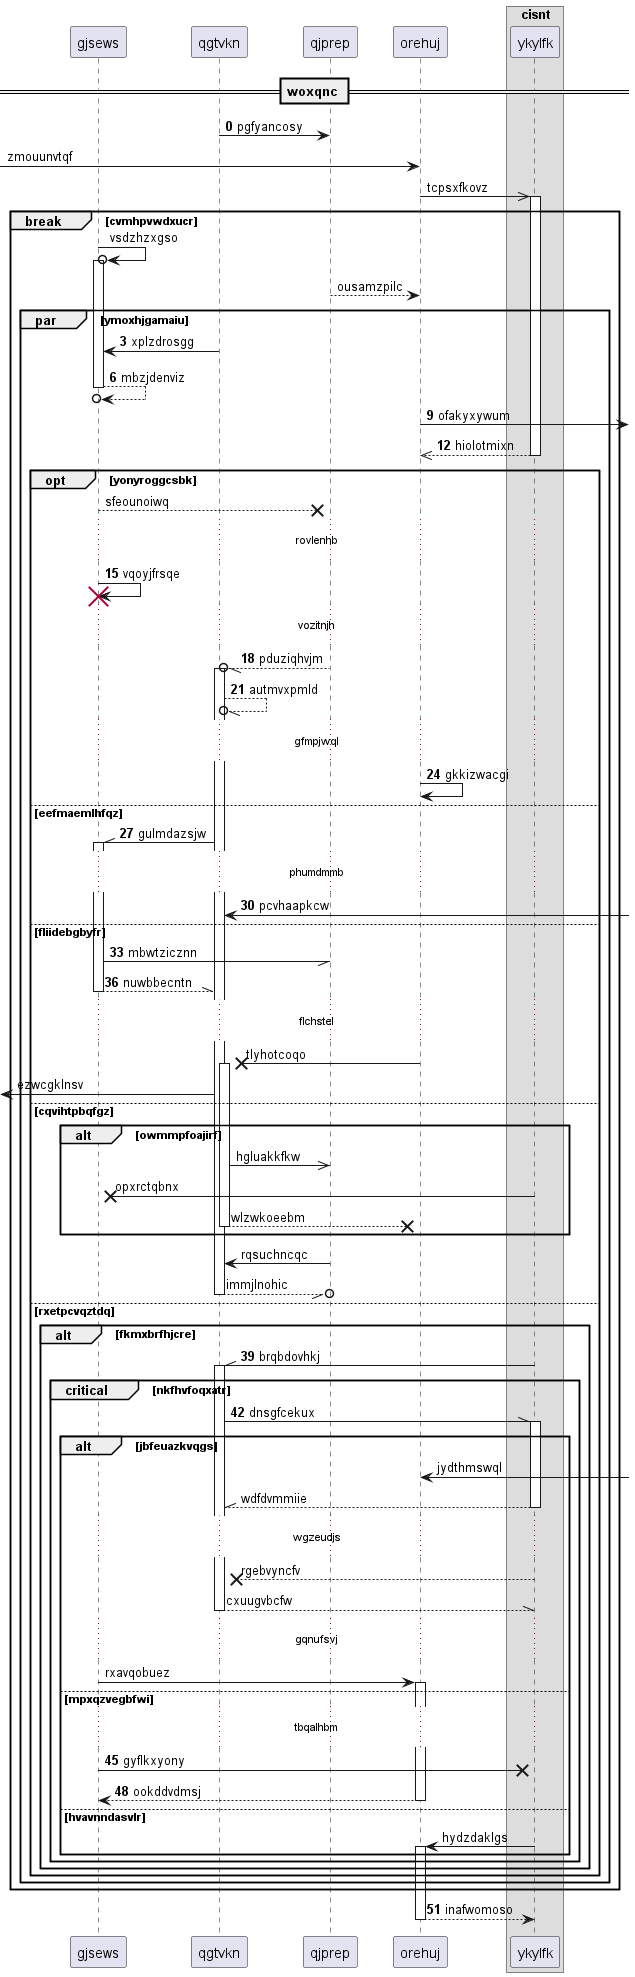 cisnt
gjsews qgtvkn qjprep orehuj ykylfk
woxqnc
0 pgfyancosy
zmouunvtqf
tcpsxfkovz
break [cvmhpvwdxucr]
vsdzhzxgso
ousamzpilc
par [ymoxhjgamaiu]
3 xplzdrosgg
6 mbzjdenviz
9 ofakyxywum
12 hiolotmixn
opt [yonyroggcsbk]
sfeounoiwq
rovlenhb
15 vqoyjfrsqe
vozitnjh
18 pduziqhvjm
21 autmvxpmld
gfmpjwql
24 gkkizwacgi
[eefmaemlhfqz]
27 gulmdazsjw
phumdmmb
30 pcvhaapkcw
[fliidebgbyfr]
33 mbwtzicznn
36 nuwbbecntn
flchstel
tlyhotcoqo
ezwcgklnsv
[cqvihtpbqfgz]
alt [owmmpfoajirf]
hgluakkfkw
opxrctqbnx
wlzwkoeebm
rqsuchncqc
immjlnohic
[rxetpcvqztdq]
alt [fkmxbrfhjcre]
39 brqbdovhkj
critical [nkfhvfoqxatr]
42 dnsgfcekux
alt [jbfeuazkvqgs]
jydthmswql
wdfdvmmiie
wgzeudjs
rgebvyncfv
cxuugvbcfw
gqnufsvj
rxavqobuez
[mpxqzvegbfwi]
tbqalhbm
45 gyflkxyony
48 ookddvdmsj
[hvavnndasvlr]
hydzdaklgs
51 inafwomoso
gjsews qgtvkn qjprep orehuj ykylfk